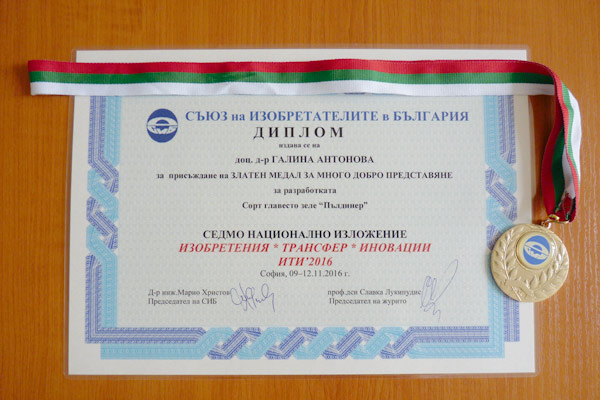 СЪЮЗ на ИЗОБРЕТАТЕЛИТЕ в БЪЛГАРИЯ
ДИПЛОМ
издава се на
доц. д-р ГАЛИНА АНТОНОВА
за присъждане на ЗЛАТЕН МЕДАЛ ЗА МНОГО ДОБРО ПРЕДСТАВЯНЕ
за разработката
Сорт главесто зеле "Пълдинер"
СЕДМО НАЦИОНАЛНО ИЗЛОЖЕНИЕ
ИЗОБРЕТЕНИЯ * ТРАНСФЕР * ИНОВАЦИИ
ИТИ'2016
София, 09–12.11.2016 г.
Д-р инж.Марио Христов
Председател на СИБ
проф.дсн Славка Лукипудис
Председател на журито